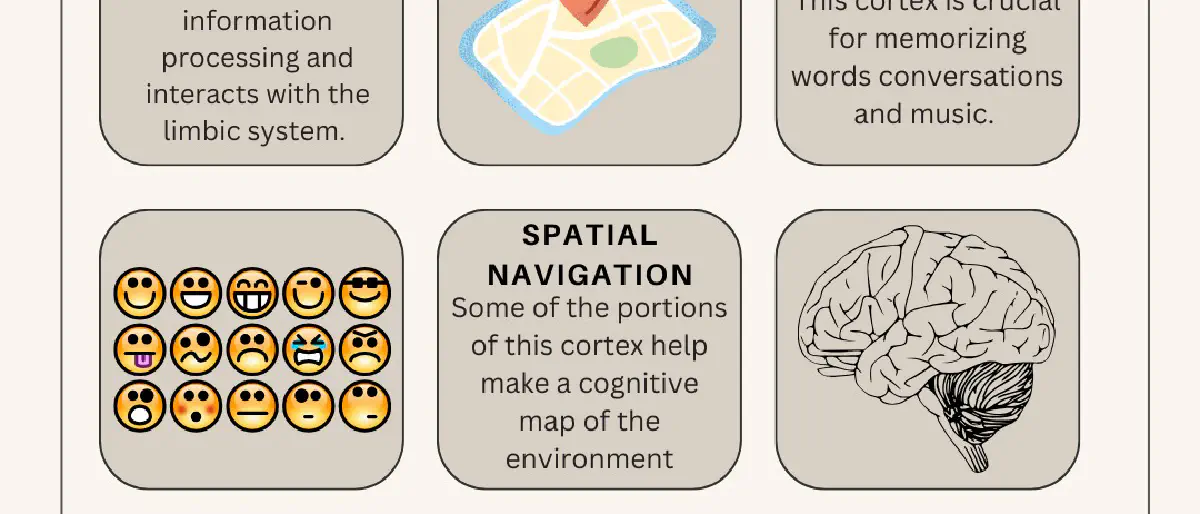 information
processing and
interacts with the
limbic system.
This cortex is crucial
for memorizing
words conversations
and music.
SPATIAL
NAVIGATION
Some of the portions
of this cortex help
make a cognitive
map of the
environment